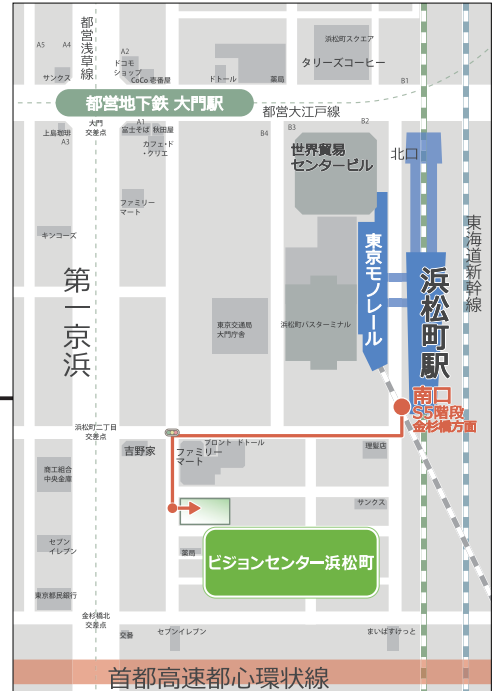 都営浅草線
A5
A4
A2
サンクス
ドコモ
ショップ
CoCo 壱番屋
ドトール
薬局
浜松町スクエア
タリーズコーヒー
B1
都営地下鉄 大門駅
都営大江戸線
大門
交差点
上島珈琲
A3
A1
富士そば
秋田屋
カフェ・ド
・クリエ
B4
B3
B2
世界貿易
センタービル
北口
ファミリー
マート
キンコーズ
東京モノレール
東海道新幹線
浜松町駅
第一京浜
東京交通局
大門庁舎
浜松町バスターミナル
南口
S5階段
金杉橋方面
浜松町二丁目
交差点
吉野家
ファミリー
マート
フロント
ドトール
理髪店
商工組合
中央金庫
サンクス
セブン
イレブン
薬局
ビジョンセンター浜松町
東京都民銀行
金杉橋北
交差点
交番
セブンイレブン
まいばすけっと
首都高速都心環状線